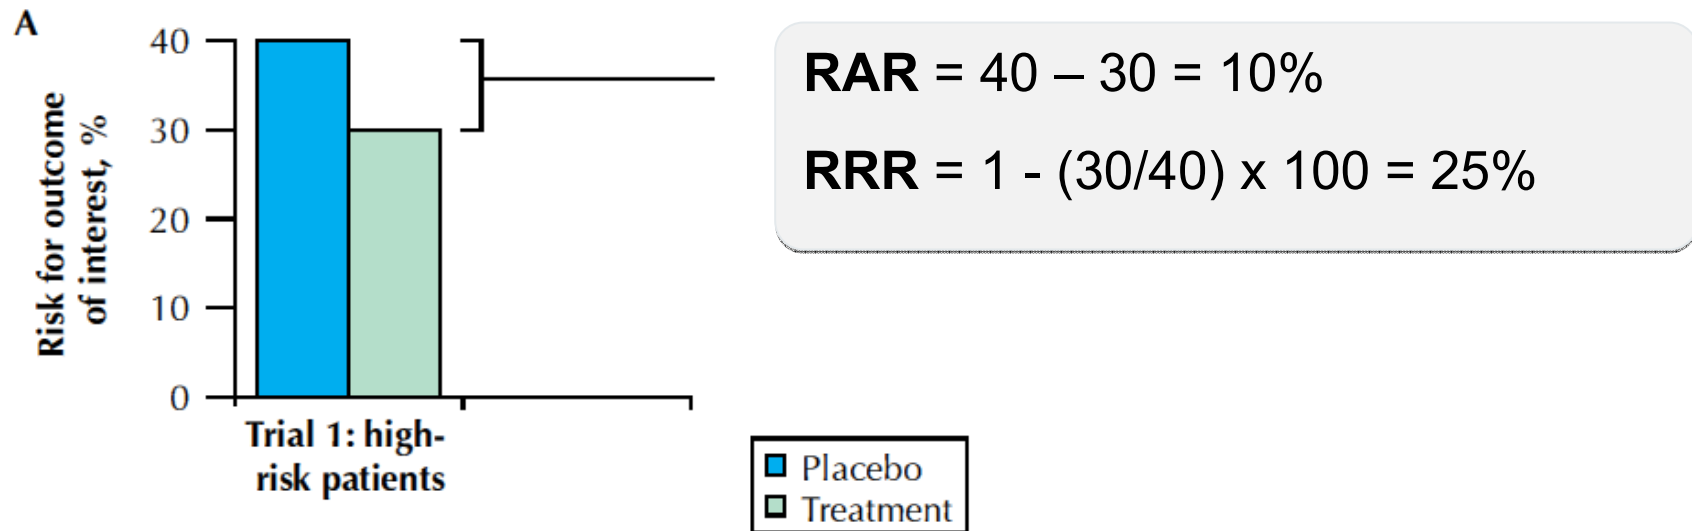 A
Risk for outcome
of interest, %
40
30
20
10
0
Trial 1: high-
risk patients
RAR = 40 – 30 = 10%
RRR = 1 - (30/40) x 100 = 25%
Placebo
Treatment